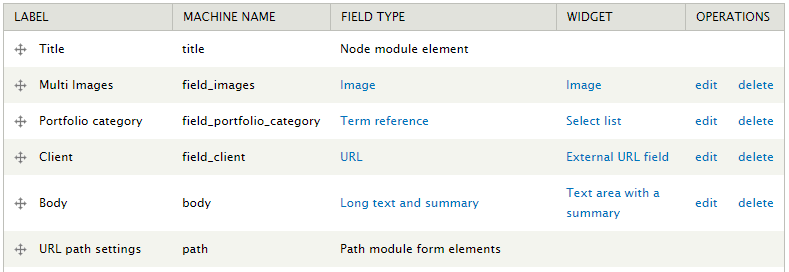 LABEL MACHINE NAME FIELD TYPE WIDGET OPERATIONS
Title title Node module element
Multi Images field_images Image Image edit delete
Portfolio category field_portfolio_category Term reference Select list edit delete
Client field_client URL External URL field edit delete
Body body Long text and summary Text area with a summary edit delete
URL path settings path Path module form elements